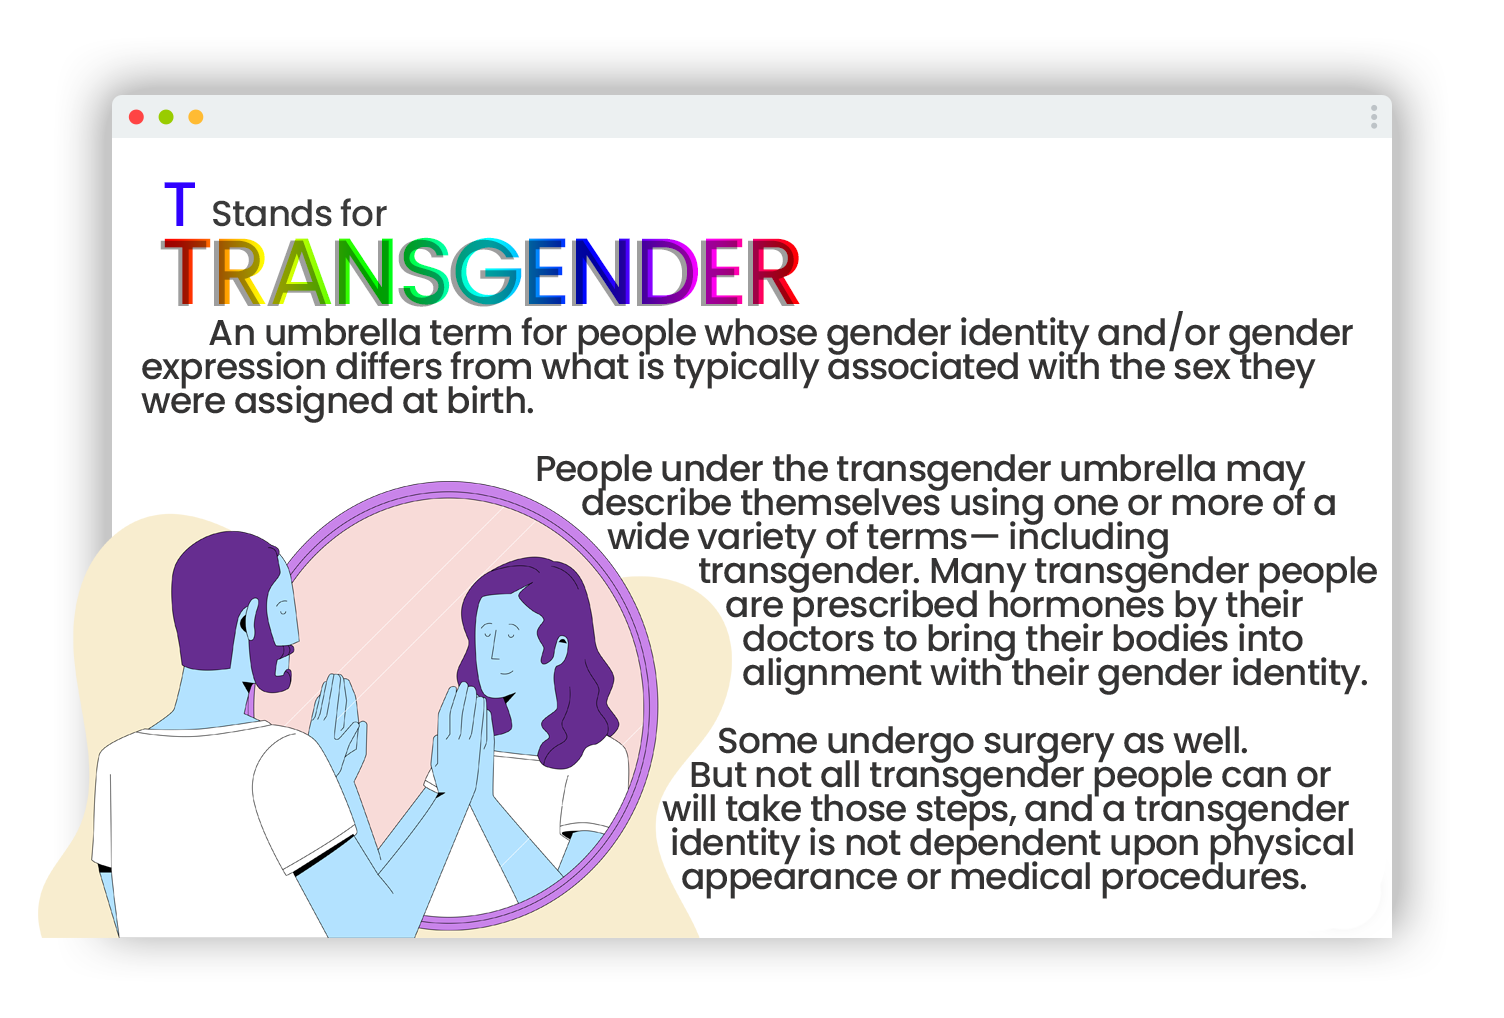 T Stands for
TRANSGENDER
An umbrella term for people whose gender identity and/or gender
expression differs from what is typically associated with the sex they
were assigned at birth.
People under the transgender umbrella may
describe themselves using one or more of a
wide variety of terms— including
transgender. Many transgender people
are prescribed hormones by their
doctors to bring their bodies into
alignment with their gender identity.
Some undergo surgery as well.
But not all transgender people can or
will take those steps, and a transgender
identity is not dependent upon physical
appearance or medical procedures.